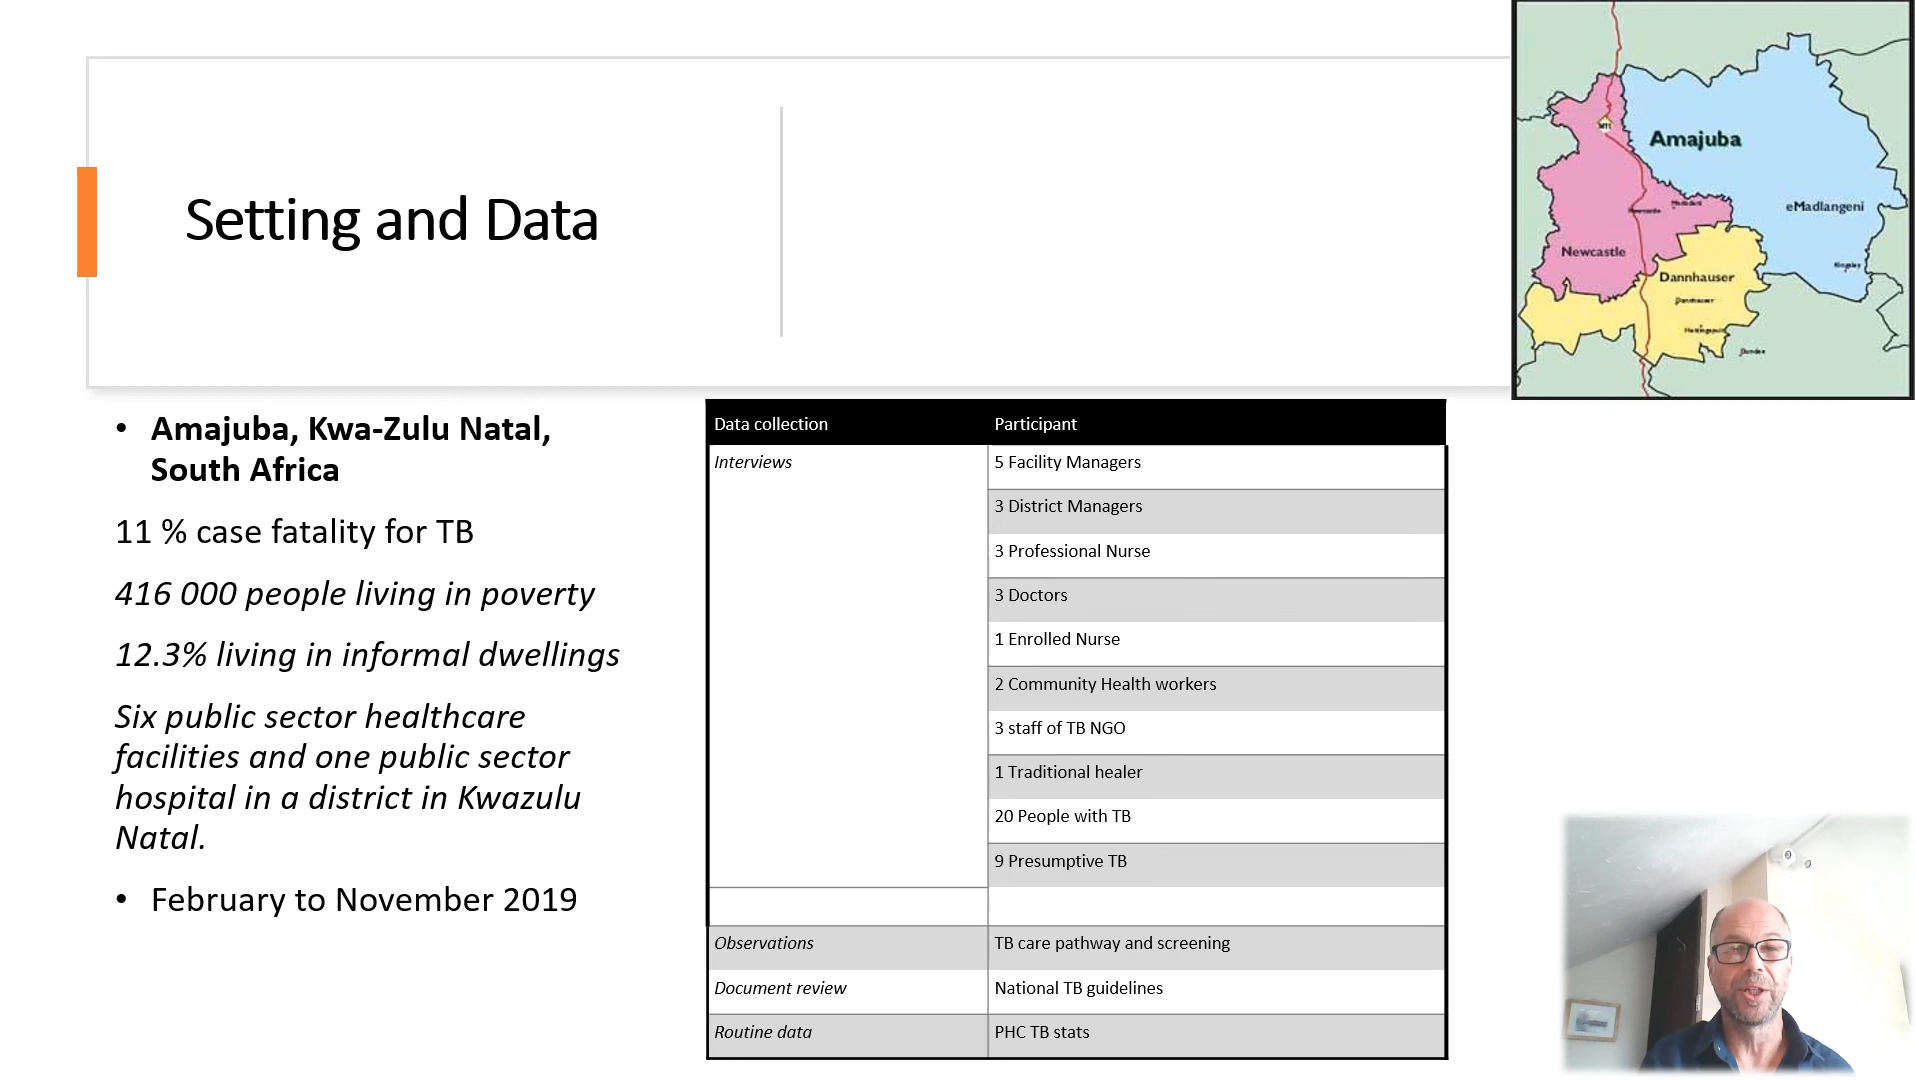 Setting and Data
Amajuba
eMadlangeni
Newcastle
Dannhauser
Dannhauser
Dundee
• Amajuba, Kwa-Zulu Natal,
South Africa
11 % case fatality for TB
416 000 people living in poverty
12.3% living in informal dwellings
Six public sector healthcare
facilities and one public sector
hospital in a district in Kwazulu
Natal.
• February to November 2019
Data collection Participant
Interviews 5 Facility Managers
3 District Managers
3 Professional Nurse
3 Doctors
1 Enrolled Nurse
2 Community Health workers
3 staff of TB NGO
1 Traditional healer
20 People with TB
9 Presumptive TB
Observations TB care pathway and screening
Document review National TB guidelines
Routine data PHC TB stats